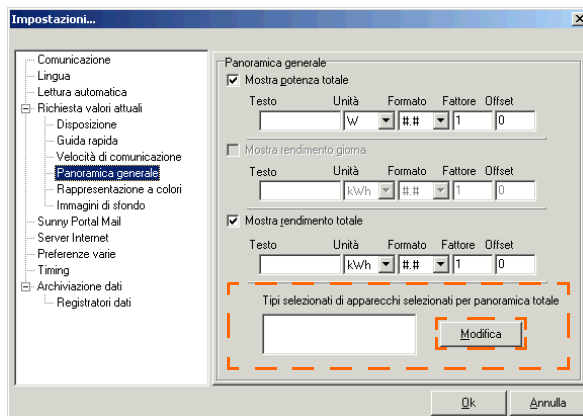 Impostazioni...
Comunicazione
Lingua
Lettura automatica
Richiesta valori attuali
Disposizione
Guida rapida
Velocità di comunicazione
Panoramica generale
Rappresentazione a colori
Immagini di sfondo
Sunny Portal Mail
Server Internet
Preferenze varie
Timing
Archiviazione dati
Registratori dati
Panoramica generale
Mostra potenza totale
Testo Unità Formato Fattore Offset
W #.# 1 0
Mostra rendimento giorna
Testo Unità Formato Fattore Offset
kWh #.## 1 0
Mostra rendimento totale
Testo Unità Formato Fattore Offset
kWh #.# 1 0
Tipi selezionati di apparecchi selezionati per panoramica totale
Modifica
Ok Annulla